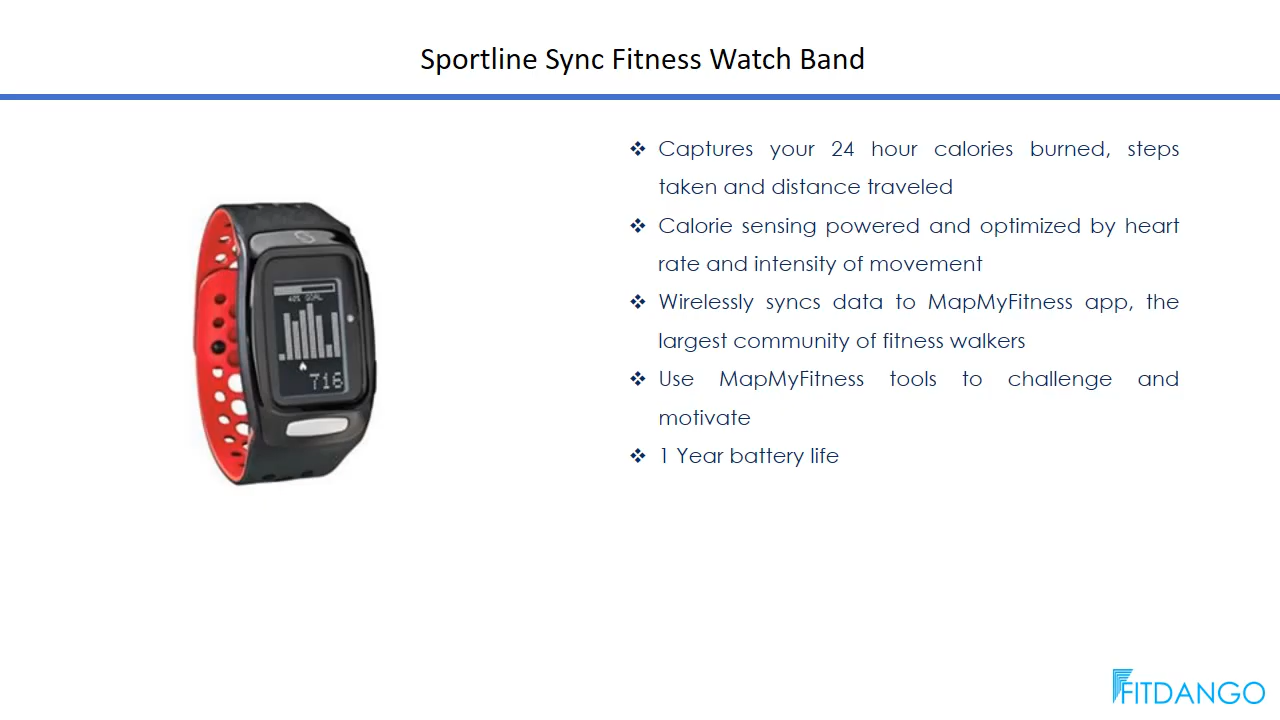 Sportline Sync Fitness Watch Band
❖ Captures your 24 hour calories burned, steps
taken and distance traveled
❖ Calorie sensing powered and optimized by heart
rate and intensity of movement
❖ Wirelessly syncs data to MapMyFitness app, the
largest community of fitness walkers
❖ Use MapMyFitness tools to challenge and
motivate
❖ 1 Year battery life
40% GOAL
716
FITDANGO